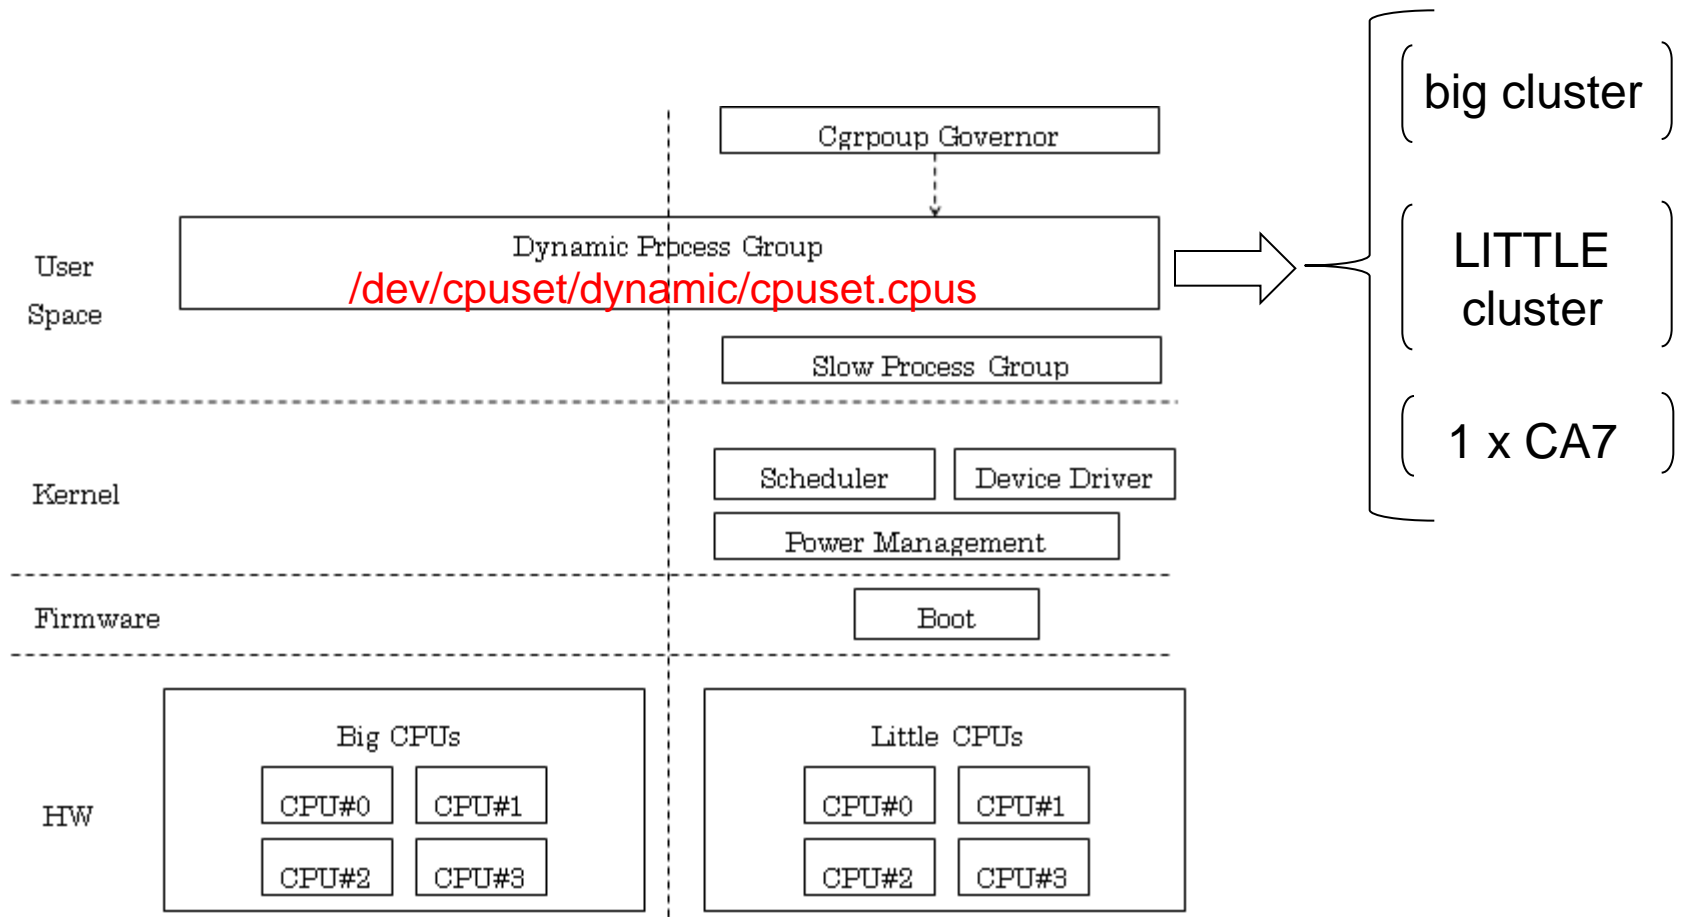 big cluster
Cgrpoup Governor
Dynamic Process Group
/dev/cpuset/dynamic/cpuset.cpus
LITTLE
cluster
User
Space
Slow Process Group
1 x CA7
Kernel
Scheduler
Device Driver
Power Management
Firmware
Boot
HW
Big CPUs
CPU#0
CPU#1
CPU#2
CPU#3
Little CPUs
CPU#0
CPU#1
CPU#2
CPU#3